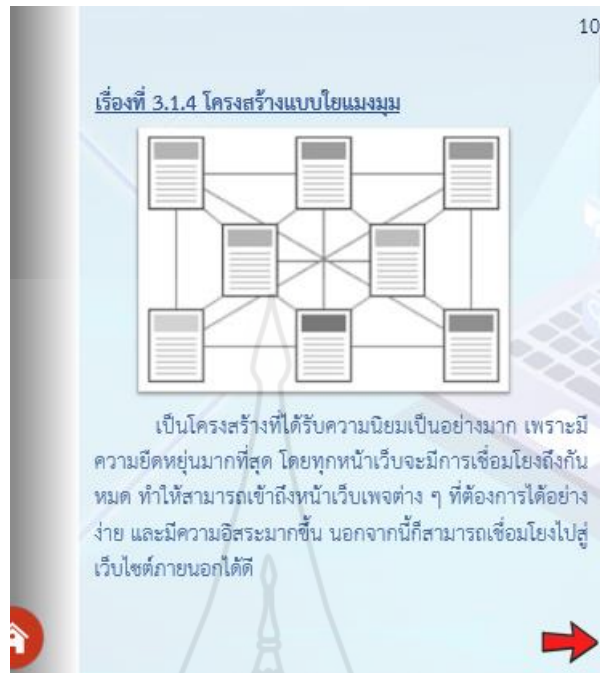 10
เรื่องที่ 3.1.4 โครงสร้างแบบใยแมงมุม
เป็นโครงสร้างที่ได้รับความนิยมเป็นอย่างมาก เพราะมี
ความยืดหยุ่นมากที่สุด โดยทุกหน้าเว็บจะมีการเชื่อมโยงถึงกัน
หมด ทำให้สามารถเข้าถึงหน้าเว็บเพจต่าง ๆ ที่ต้องการได้อย่าง
ง่าย และมีความอิสระมากขึ้น นอกจากนี้ก็สามารถเชื่อมโยงไปสู่
เว็บไซต์ภายนอกได้ดี